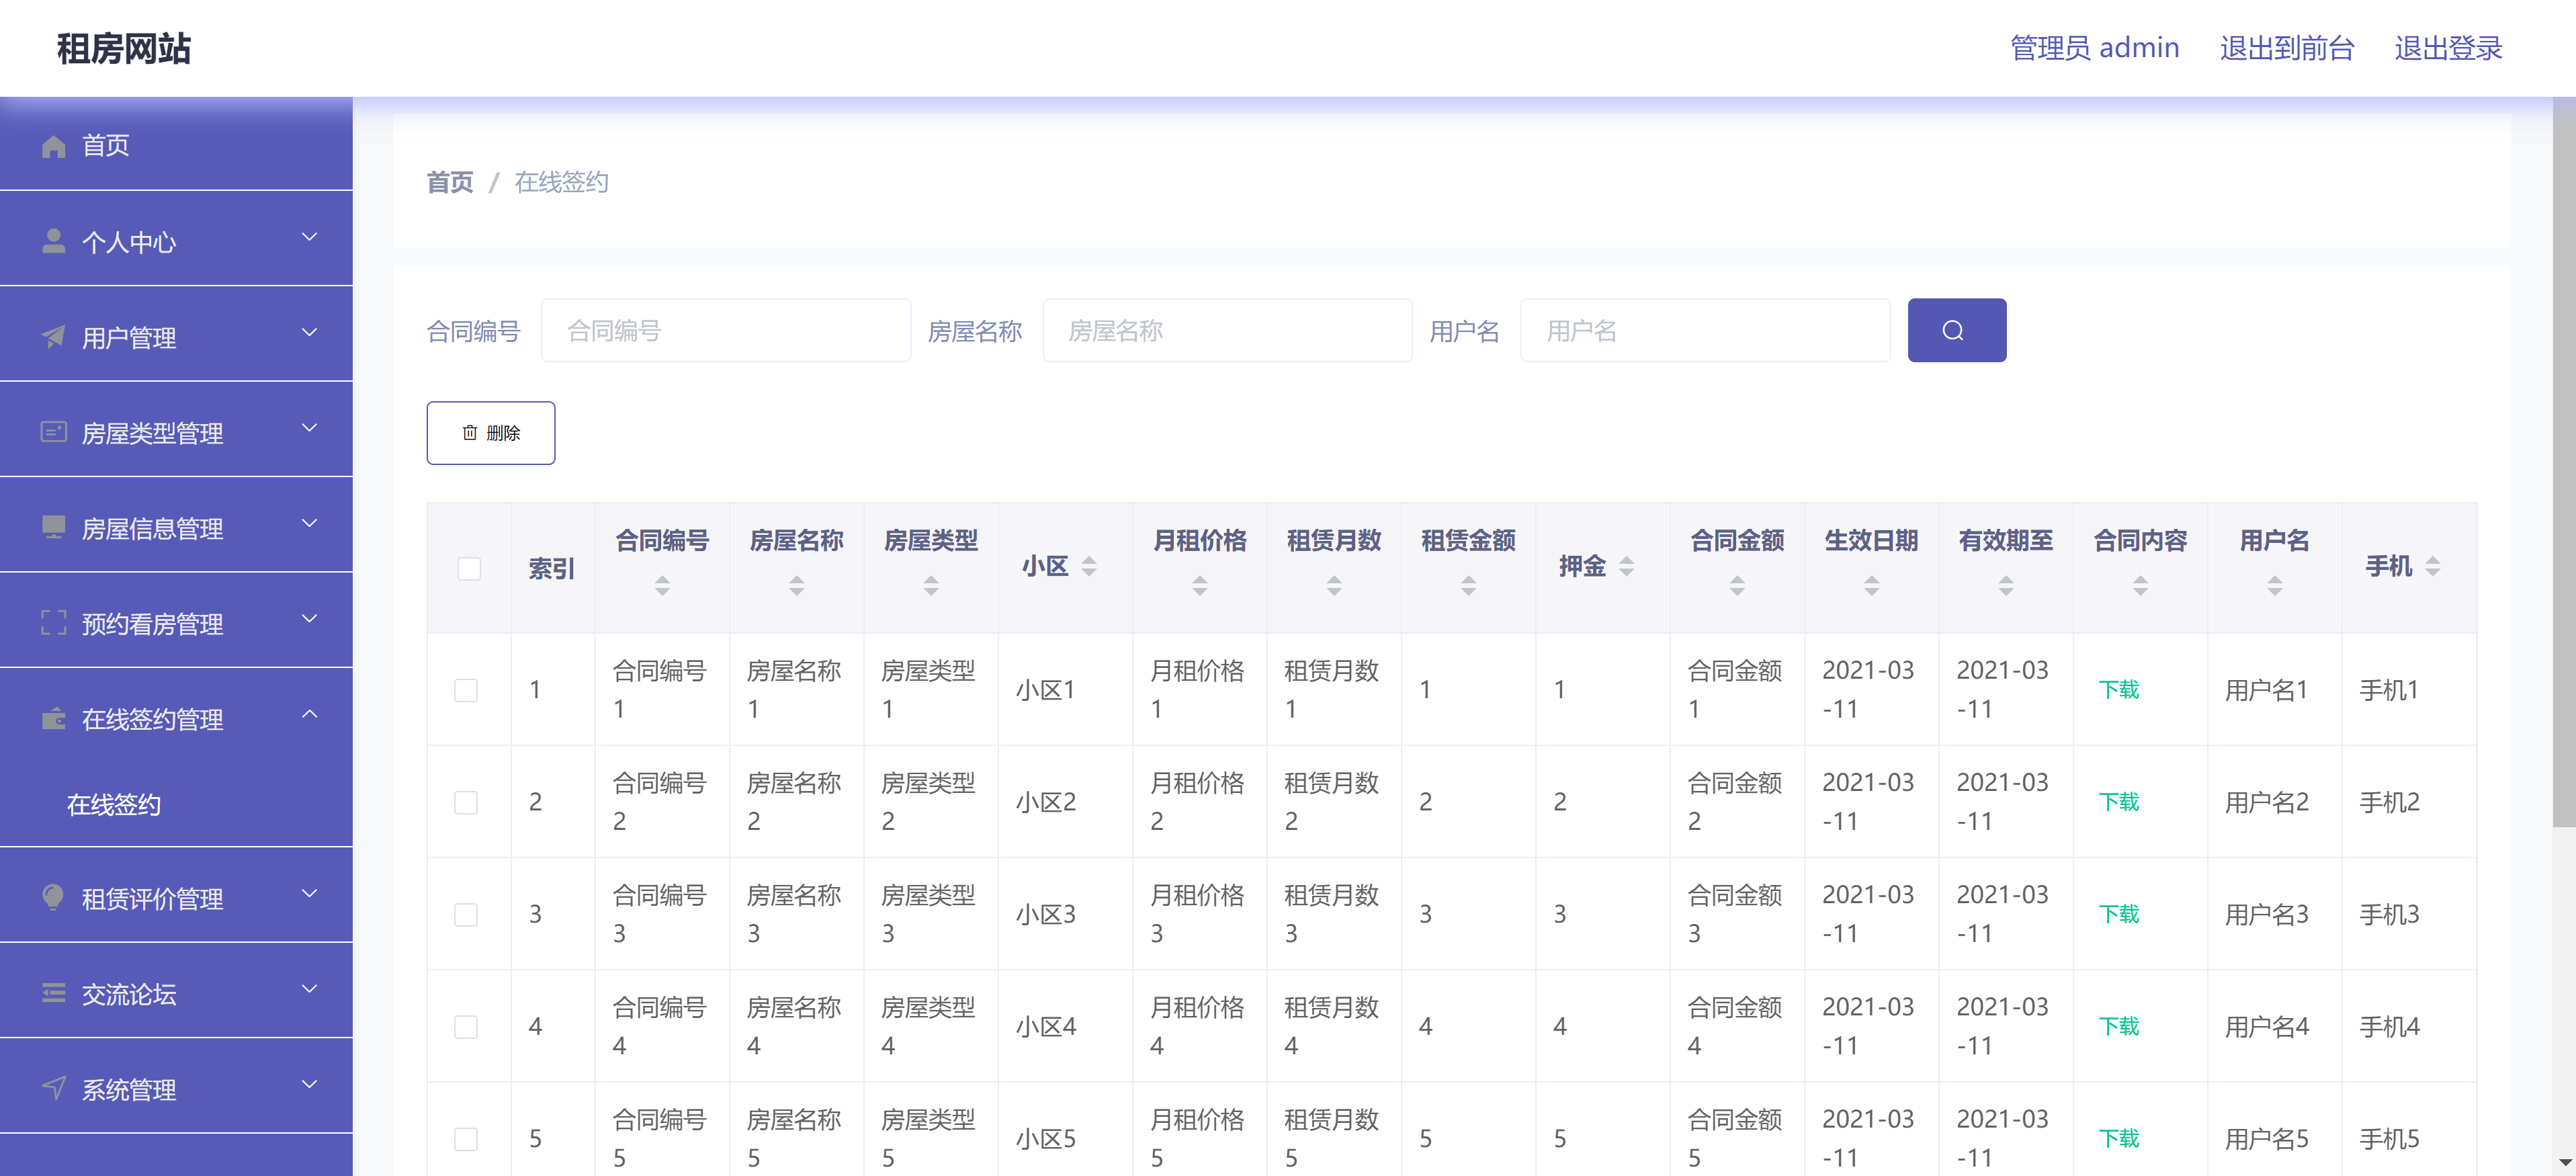 租房网站
管理员 admin 退出到前台 退出登录
首页
个人中心
用户管理
房屋类型管理
房屋信息管理
预约看房管理
在线签约管理
在线签约
租赁评价管理
交流论坛
系统管理
首页 / 在线签约
合同编号 合同编号 房屋名称 房屋名称 用户名 用户名
删除
索引 合同编号 房屋名称 房屋类型 小区 月租价格 租赁月数 租赁金额 押金 合同金额 生效日期 有效期至 合同内容 用户名 手机
1 合同编号1 房屋名称1 房屋类型1 小区1 月租价格1 租赁月数1 1 1 合同金额1 2021-03-11 2021-03-11 下载 用户名1 手机1
2 合同编号2 房屋名称2 房屋类型2 小区2 月租价格2 租赁月数2 2 2 合同金额2 2021-03-11 2021-03-11 下载 用户名2 手机2
3 合同编号3 房屋名称3 房屋类型3 小区3 月租价格3 租赁月数3 3 3 合同金额3 2021-03-11 2021-03-11 下载 用户名3 手机3
4 合同编号4 房屋名称4 房屋类型4 小区4 月租价格4 租赁月数4 4 4 合同金额4 2021-03-11 2021-03-11 下载 用户名4 手机4
5 合同编号5 房屋名称5 房屋类型5 小区5 月租价格5 租赁月数5 5 5 合同金额5 2021-03-11 2021-03-11 下载 用户名5 手机5